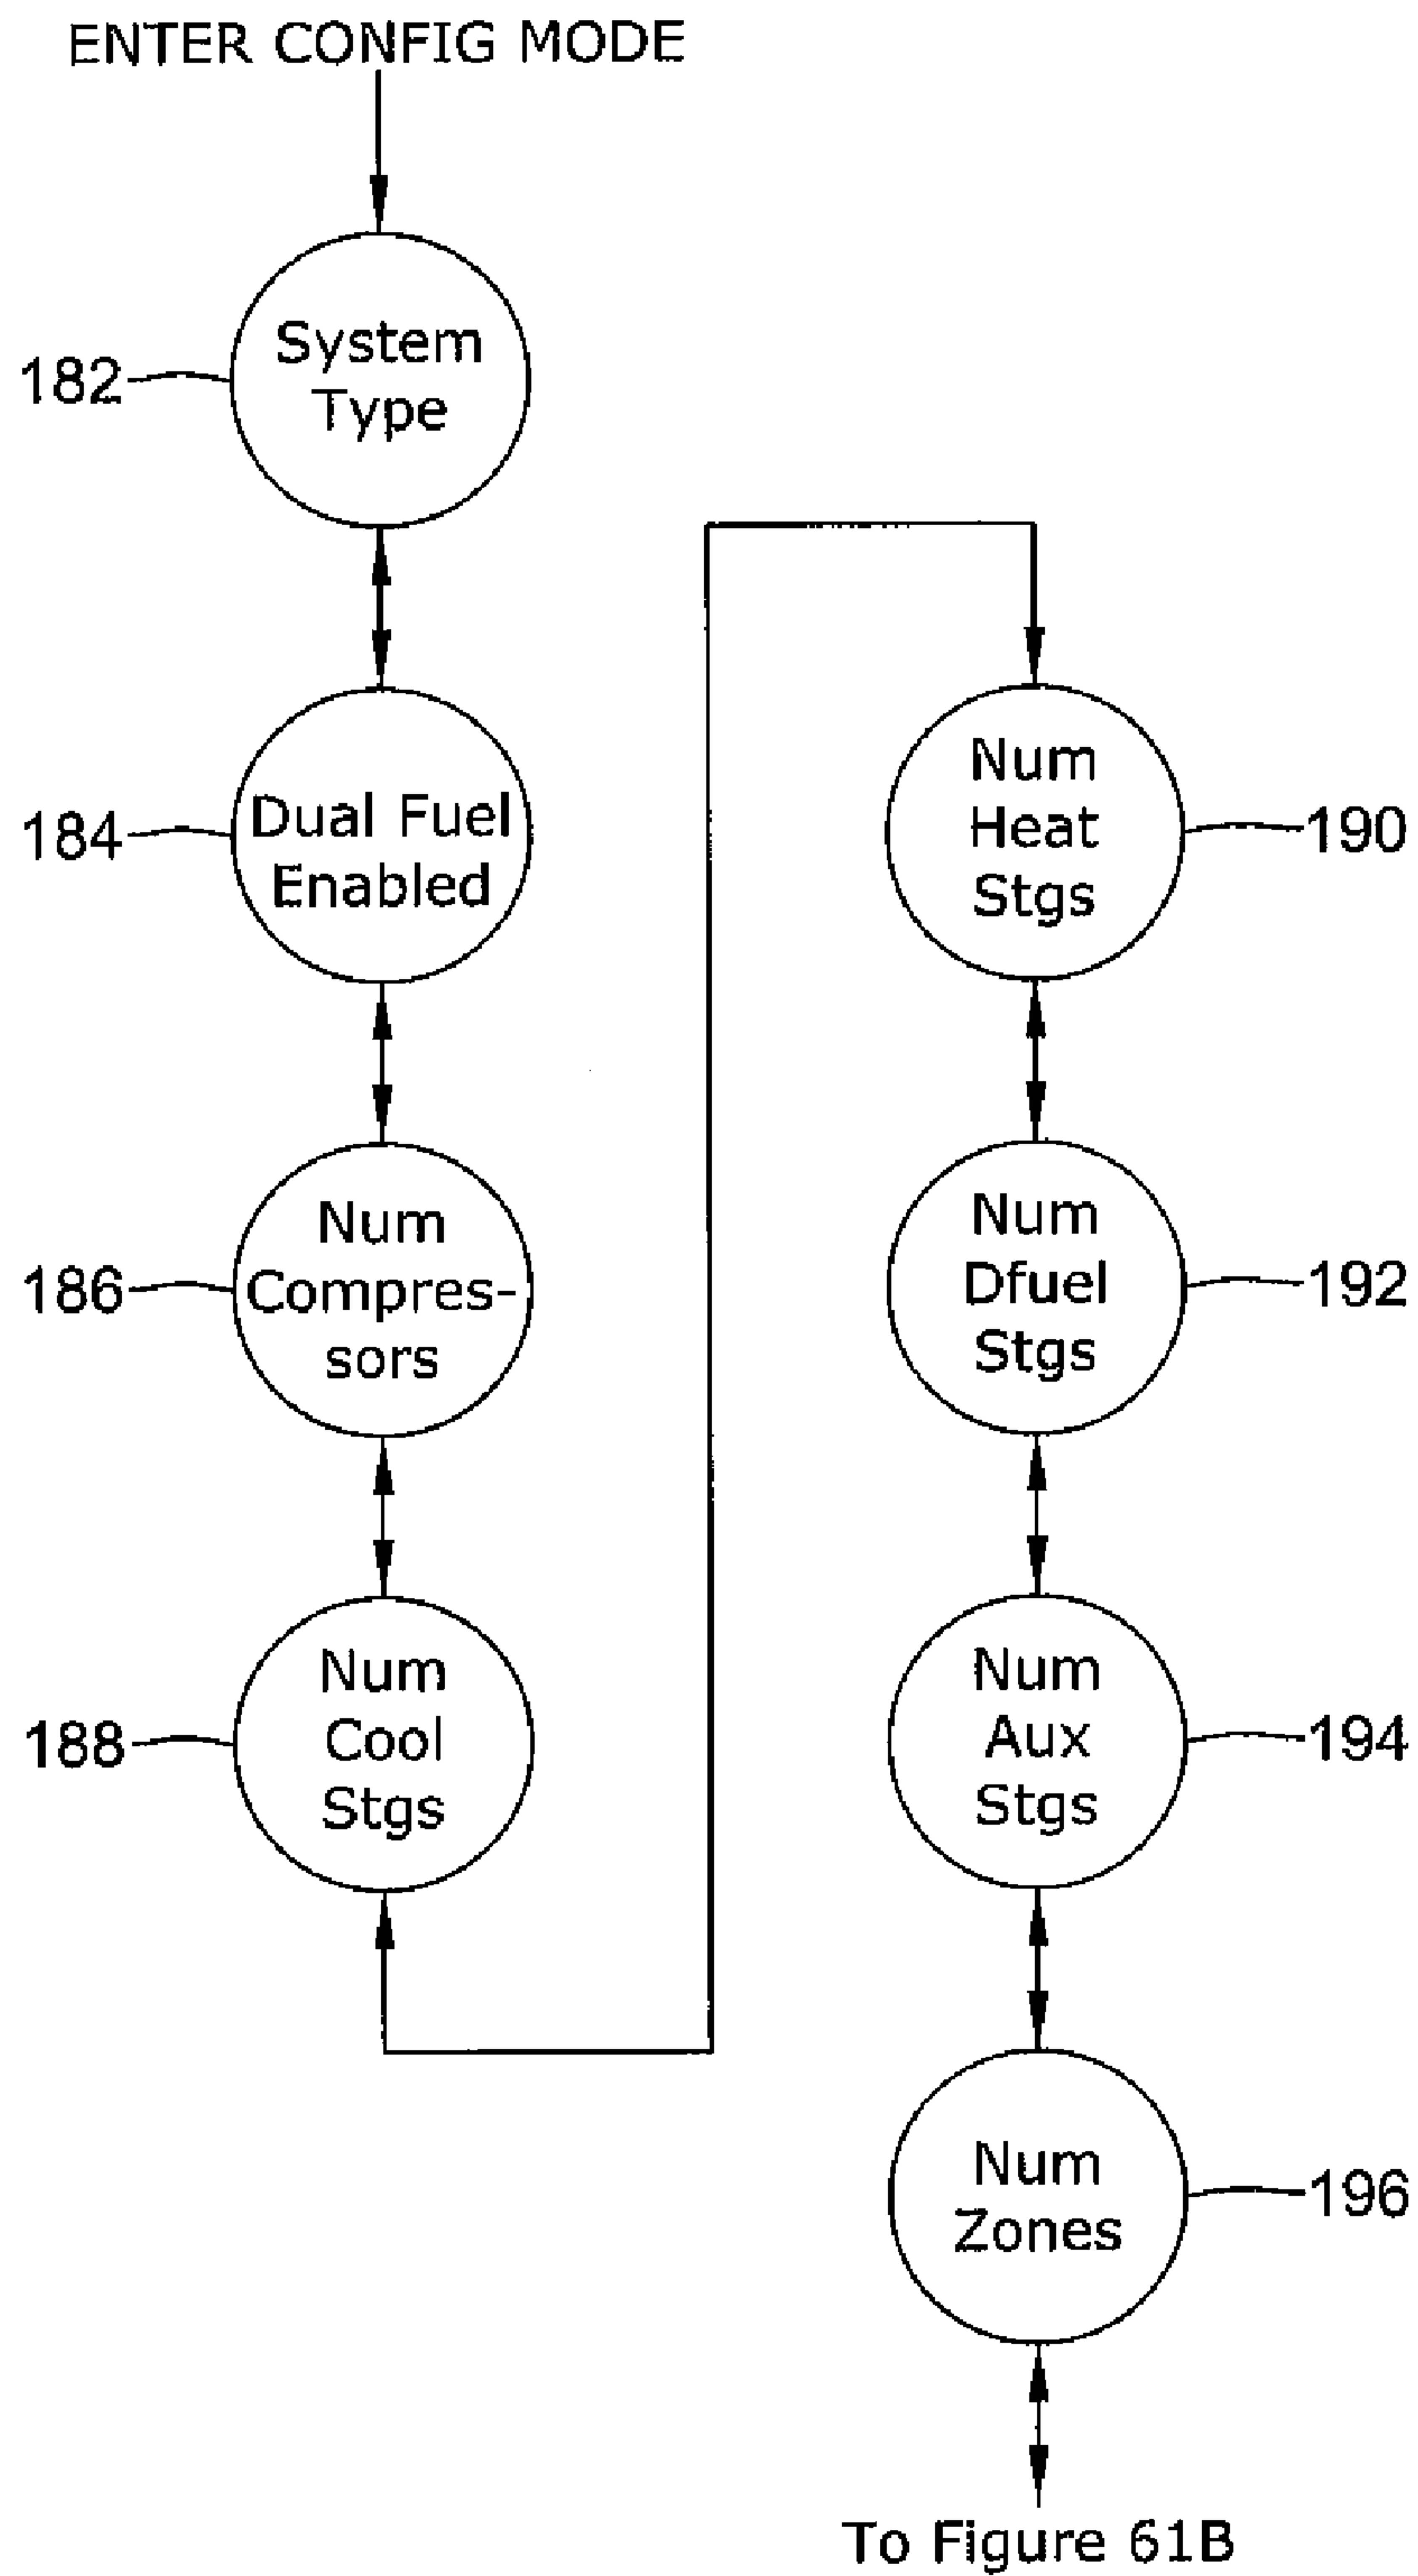 ENTER CONFIG MODE
182
System
Type
184
Dual Fuel
Enabled
186
Num
Compres-
sors
188
Num
Cool
Stgs
Num
Heat
Stgs
190
Num
Dfuel
Stgs
192
Num
Aux
Stgs
194
Num
Zones
196
To Figure 61B